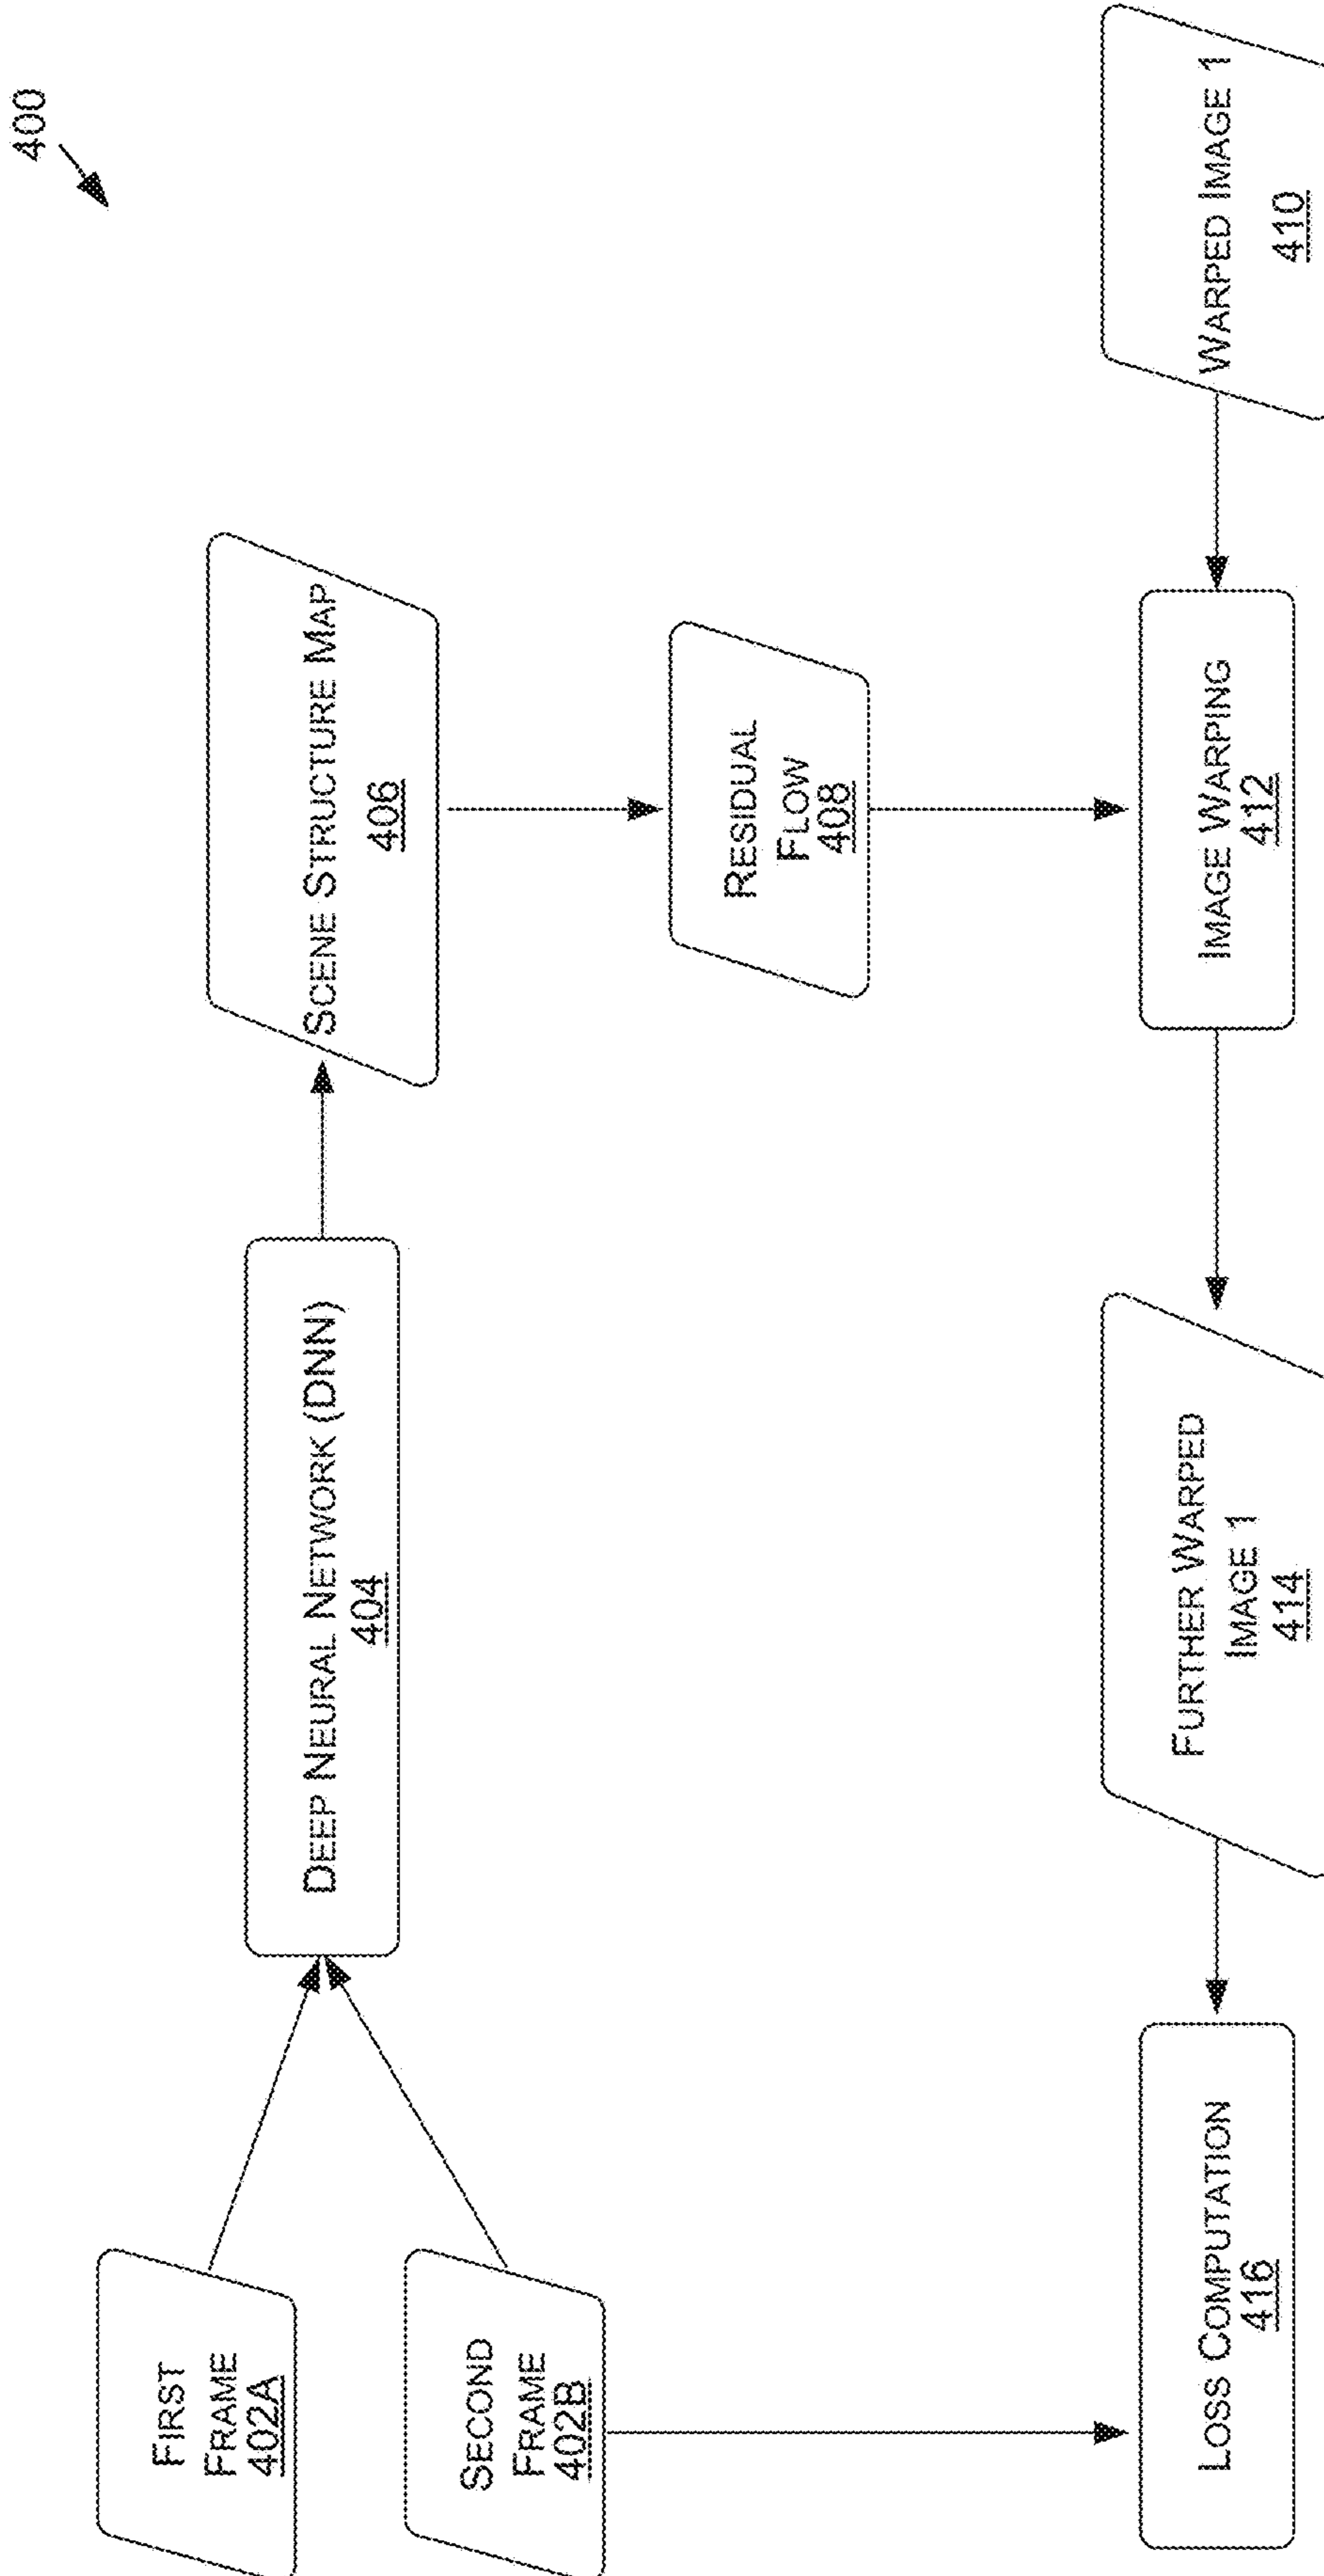 400
FIRST
FRAME
402A
SECOND
FRAME
402B
DEEP NEURAL NETWORK (DNN)
404
SCENE STRUCTURE MAP
406
RESIDUAL
FLOW
408
LOSS COMPUTATION
416
FURTHER WARPED
IMAGE 1
414
IMAGE WARPING
412
WARPED IMAGE 1
410